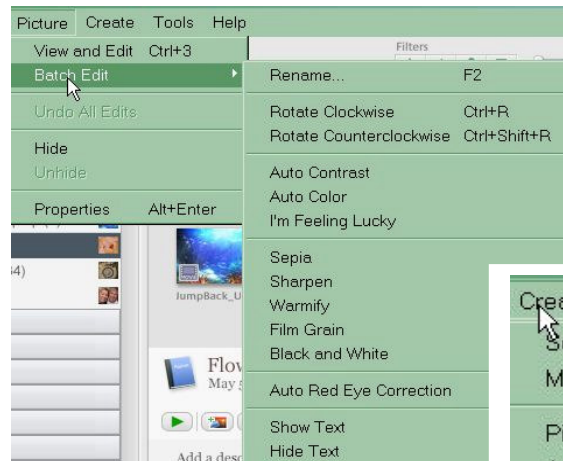 Picture Create Tools Help
View and Edit Ctrl+3
Batch Edit
Undo All Edits
Hide
Unhide
Properties Alt+Enter
Filters
Rename... F2
Rotate Clockwise Ctrl+R
Rotate Counterclockwise Ctrl+Shift+R
Auto Contrast
Auto Color
I'm Feeling Lucky
Sepia
Sharpen
Warmify
Film Grain
Black and White
Auto Red Eye Correction
Show Text
Hide Text
4)
JumpBack_U
Flow
May 5
Add a desc
Crea
M
Pi